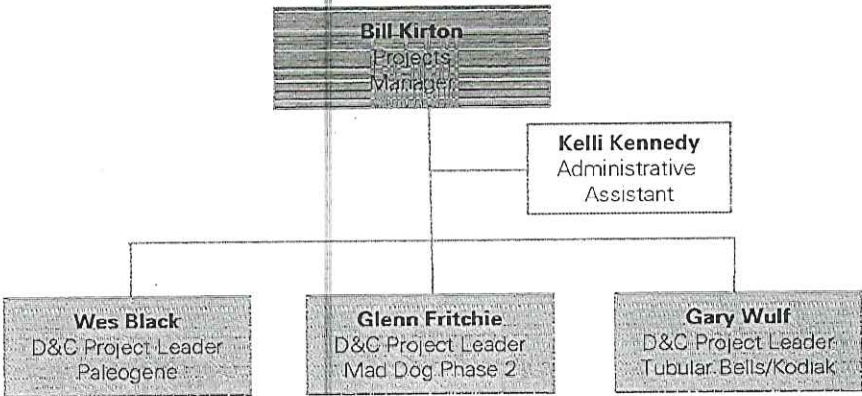 Bill Kirton
Projects
Manager
Kelli Kennedy
Administrative
Assistant
Wes Black
D&C Project Leader
Paleogene
Glenn Fritchie
D&C Project Leader
Mad Dog Phase 2
Gary Wulf
D&C Project Leader
Tubular Bells/Kodiak